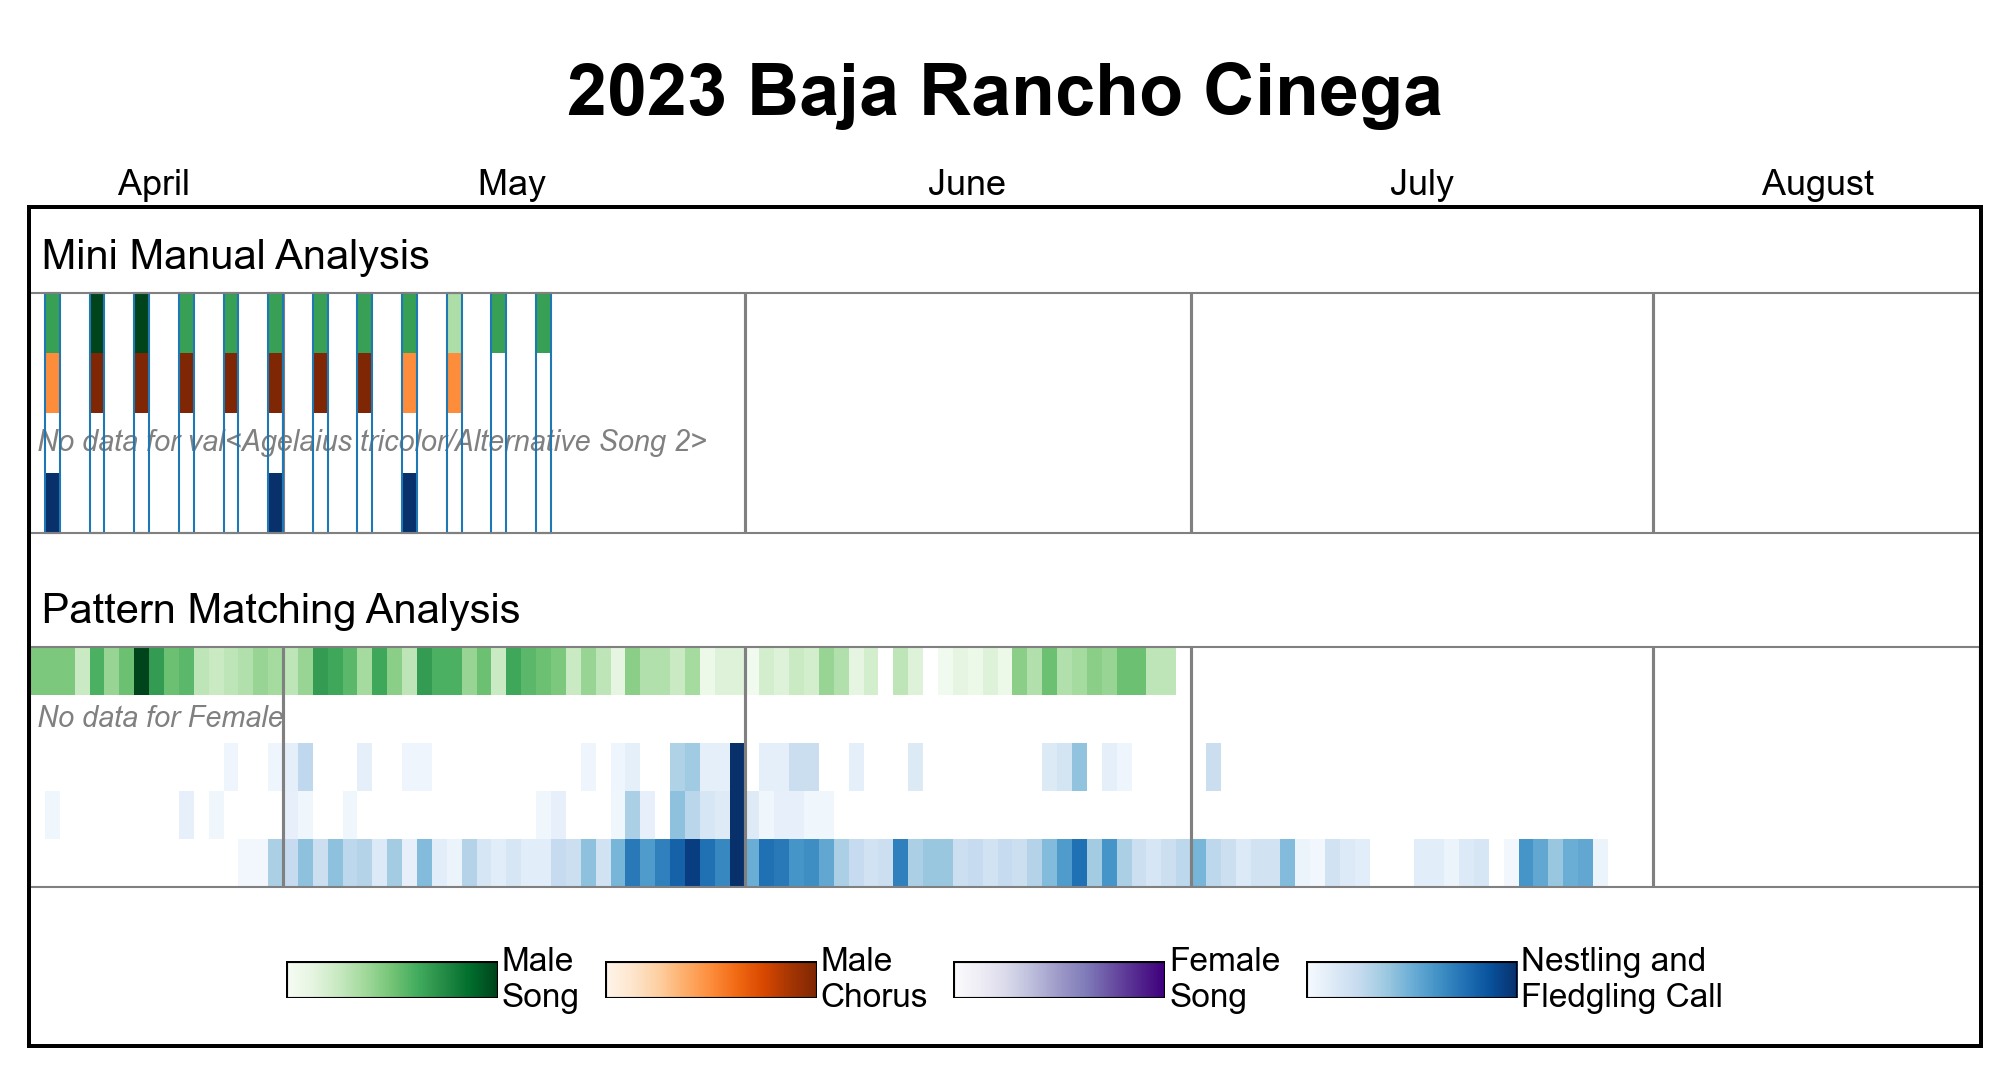 2023 Baja Rancho Cinega
April May June July August
Mini Manual Analysis
No data for val<Agelaius tricolor/Alternative Song 2>
Pattern Matching Analysis
No data for Female
Male Song
Male Chorus
Female Song
Nestling and Fledgling Call